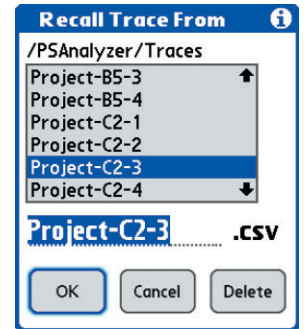 Recall Trace From i
/PSAnalyzer/Traces
Project-B5-3
Project-B5-4
Project-C2-1
Project-C2-2
Project-C2-3
Project-C2-4
Project-C2-3 .csv
OK Cancel Delete